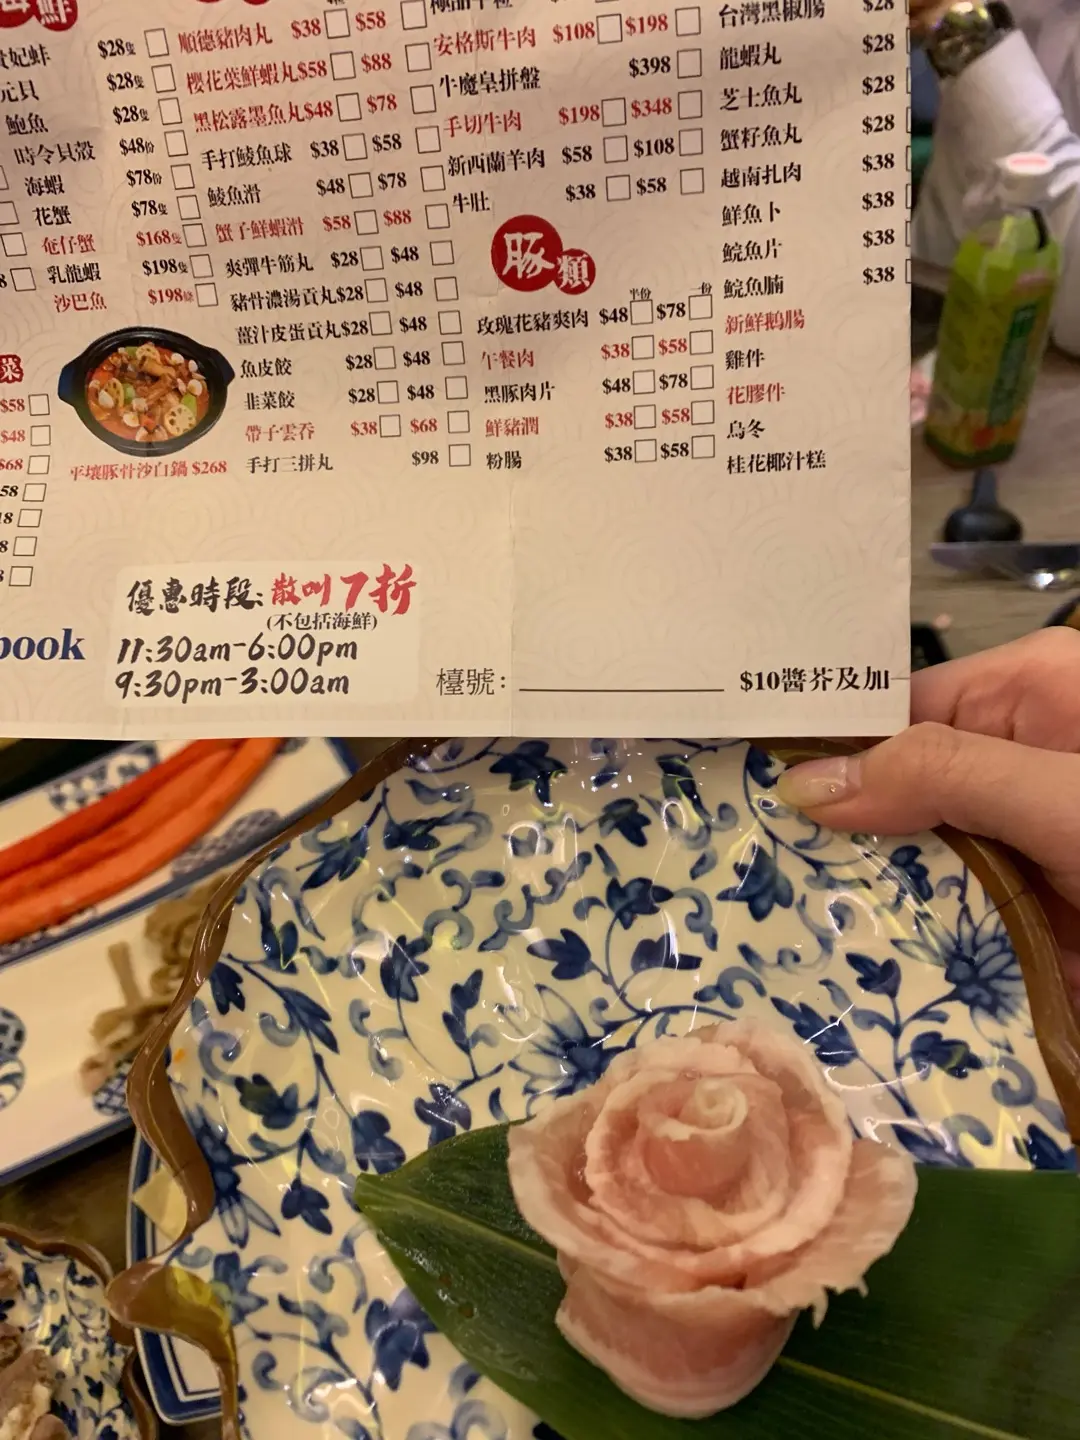 海鮮
貴妃蚌 $28隻
元貝 $28隻
鮑魚 $28隻
時令貝殼 $48份
海蝦 $78份
花蟹 $78隻
奄仔蟹 $168隻
乳龍蝦 $198隻
沙巴魚 $198條
菜
$58
$48
$68
平壤豚骨沙白鍋 $268
順德豬肉丸 $38 $58
櫻花葉鮮蝦丸 $58 $88
黑松露墨魚丸 $48 $78
手打鯪魚球 $38 $58
鯪魚滑 $48 $78
蟹子鮮蝦滑 $58 $88
爽彈牛筋丸 $28 $48
豬骨濃湯貢丸 $28 $48
薑汁皮蛋貢丸 $28 $48
魚皮餃 $28 $48
韭菜餃 $28 $48
帶子雲吞 $38 $68
手打三拼丸 $98
安格斯牛肉 $108 $198
牛魔皇拼盤 $398
手切牛肉 $198 $348
新西蘭羊肉 $58 $108
牛肚 $38 $58
豚類
半份 一份
玫瑰花豬爽肉 $48 $78
午餐肉 $38 $58
黑豚肉片 $48 $78
鮮豬潤 $38 $58
粉腸 $38 $58
台灣黑椒腸 $28
龍蝦丸 $28
芝士魚丸 $28
蟹籽魚丸 $28
越南扎肉 $38
鮮魚卜 $38
鯇魚片 $38
鯇魚腩 $38
新鮮鵝腸
雞件
花膠件
烏冬
桂花椰汁糕
優惠時段: 散叫7折
(不包括海鮮)
11:30am-6:00pm
9:30pm-3:00am
book
檯號:
$10醬芥及加